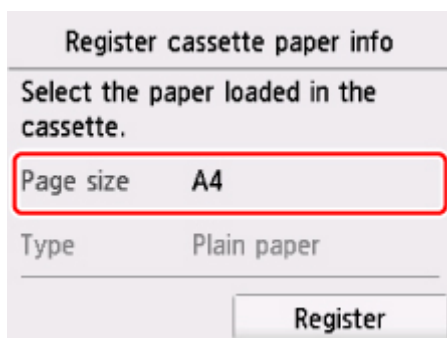 Register cassette paper info
Select the paper loaded in the
cassette.
Page size A4
Type Plain paper
Register